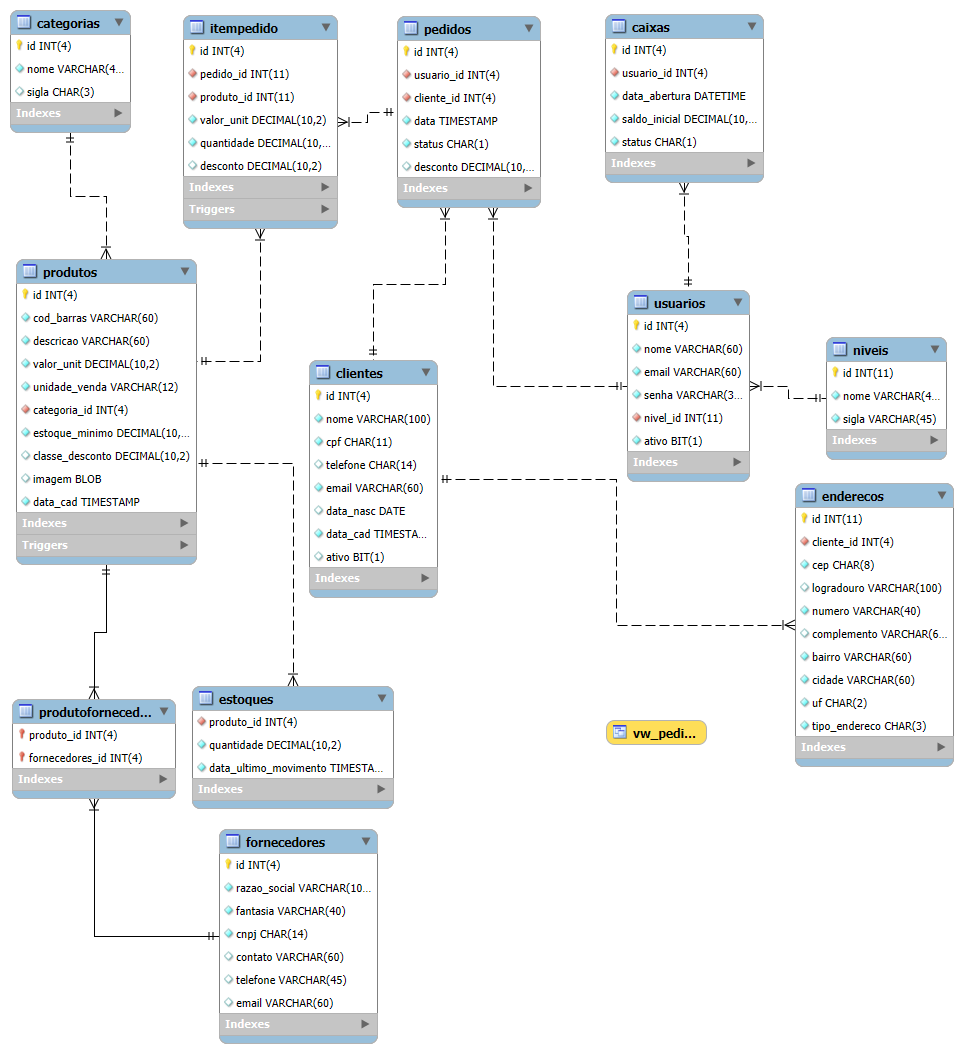 categorias
id INT(4)
nome VARCHAR(4...
sigla CHAR(3)
Indexes
itempedido
id INT(4)
pedido_id INT(11)
produto_id INT(11)
valor_unit DECIMAL(10,2)
quantidade DECIMAL(10,...
desconto DECIMAL(10,2)
Indexes
Triggers
pedidos
id INT(4)
usuario_id INT(4)
cliente_id INT(4)
data TIMESTAMP
status CHAR(1)
desconto DECIMAL(10,...
Indexes
caixas
id INT(4)
usuario_id INT(4)
data_abertura DATETIME
saldo_inicial DECIMAL(10,...
status CHAR(1)
Indexes
produtos
id INT(4)
cod_barras VARCHAR(60)
descricao VARCHAR(60)
valor_unit DECIMAL(10,2)
unidade_venda VARCHAR(12)
categoria_id INT(4)
estoque_minimo DECIMAL(10,...
classe_desconto DECIMAL(10,2)
imagem BLOB
data_cad TIMESTAMP
Indexes
Triggers
clientes
id INT(4)
nome VARCHAR(100)
cpf CHAR(11)
telefone CHAR(14)
email VARCHAR(60)
data_nasc DATE
data_cad TIMESTA...
ativo BIT(1)
Indexes
usuarios
id INT(4)
nome VARCHAR(60)
email VARCHAR(60)
senha VARCHAR(3...
nivel_id INT(11)
ativo BIT(1)
Indexes
niveis
id INT(11)
nome VARCHAR(4...
sigla VARCHAR(45)
Indexes
enderecos
id INT(11)
cliente_id INT(4)
cep CHAR(8)
logradouro VARCHAR(100)
numero VARCHAR(40)
complemento VARCHAR(6...
bairro VARCHAR(60)
cidade VARCHAR(60)
uf CHAR(2)
tipo_endereco CHAR(3)
Indexes
produtoforneced...
produto_id INT(4)
fornecedores_id INT(4)
Indexes
estoques
produto_id INT(4)
quantidade DECIMAL(10,2)
data_ultimo_movimento TIMESTA...
Indexes
vw_pedi...
fornecedores
id INT(4)
razao_social VARCHAR(10...
fantasia VARCHAR(40)
cnpj CHAR(14)
contato VARCHAR(60)
telefone VARCHAR(45)
email VARCHAR(60)
Indexes